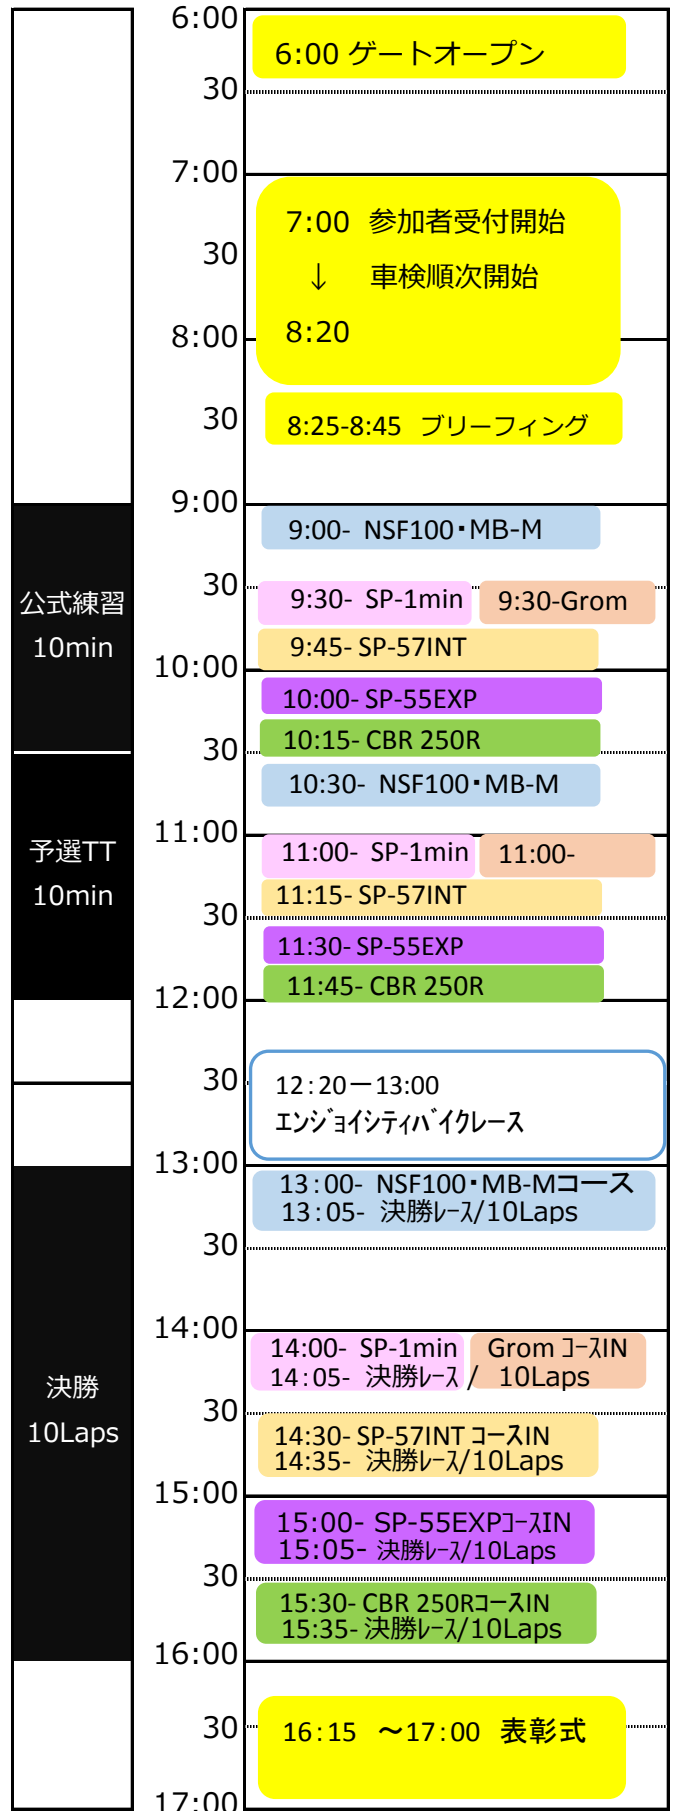 6:00
6:00 ゲートオープン
30
7:00
7:00 参加者受付開始
30
↓ 車検順次開始
8:00
8:20
30
8:25-8:45 ブリーフィング
9:00
9:00- NSF100・MB-M
30
9:30- SP-1min 9:30-Grom
公式練習
10min
9:45- SP-57INT
10:00
10:00- SP-55EXP
10:15- CBR 250R
30
10:30- NSF100・MB-M
11:00
予選TT
10min
11:00- SP-1min 11:00-
11:15- SP-57INT
30
11:30- SP-55EXP
11:45- CBR 250R
12:00
30
12:20－13:00
エンジョイシティバイクレース
13:00
13:00- NSF100・MB-Mコース
13:05- 決勝レース/10Laps
30
14:00
14:00- SP-1min Grom コースIN
14:05- 決勝レース / 10Laps
決勝
10Laps
30
14:30- SP-57INT コースIN
14:35- 決勝レース/10Laps
15:00
15:00- SP-55EXPコースIN
15:05- 決勝レース/10Laps
30
15:30- CBR 250RコースIN
15:35- 決勝レース/10Laps
16:00
30
16:15 ～17:00 表彰式
17:00